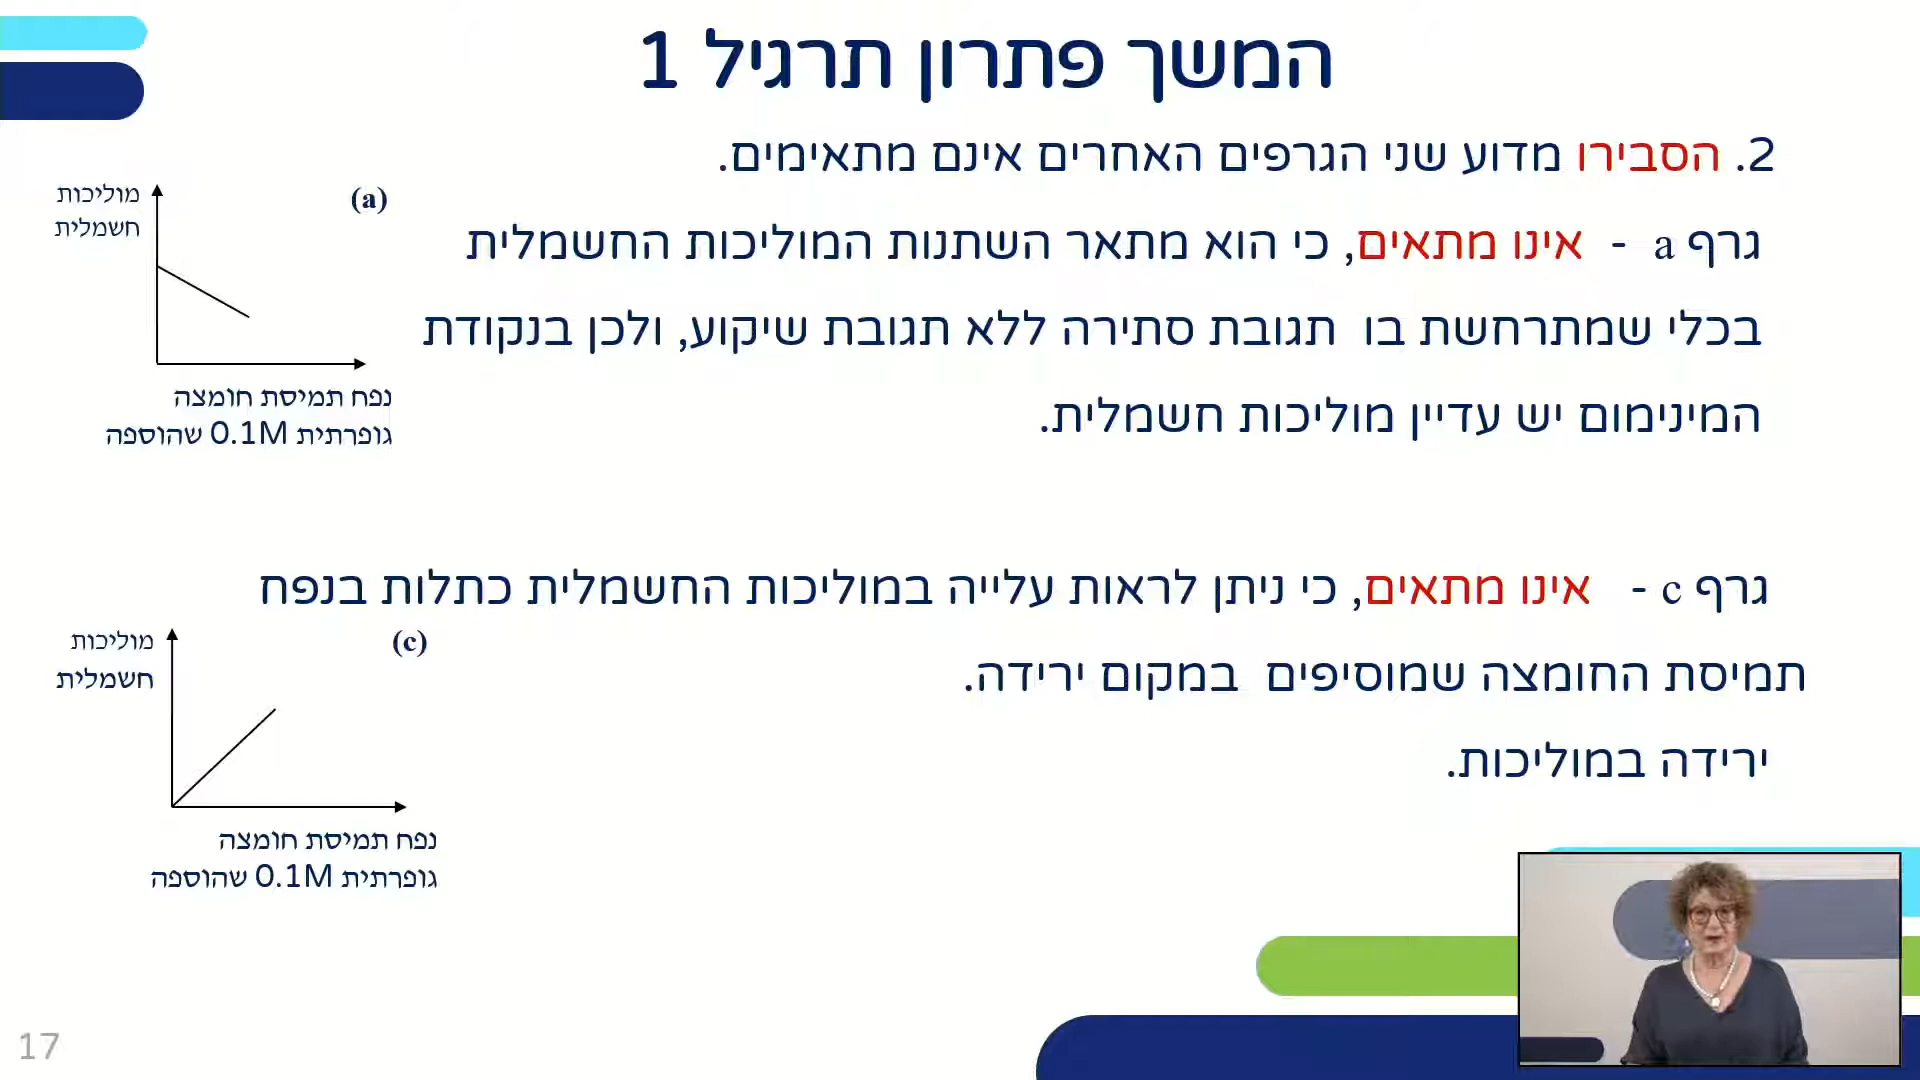 המשך פתרון תרגיל 1
2. הסבירו מדוע שני הגרפים האחרים אינם מתאימים.
גרף a - אינו מתאים, כי הוא מתאר השתנות המוליכות החשמלית
בכלי שמתרחשת בו תגובת סתירה ללא תגובת שיקוע, ולכן בנקודת
המינימום יש עדיין מוליכות חשמלית.
(a)
מוליכות
חשמלית
נפח תמיסת חומצה
גופרתית 0.1M שהוספה
גרף c - אינו מתאים, כי ניתן לראות עלייה במוליכות החשמלית כתלות בנפח
תמיסת החומצה שמוסיפים במקום ירידה.
ירידה במוליכות.
(c)
מוליכות
חשמלית
נפח תמיסת חומצה
גופרתית 0.1M שהוספה
17